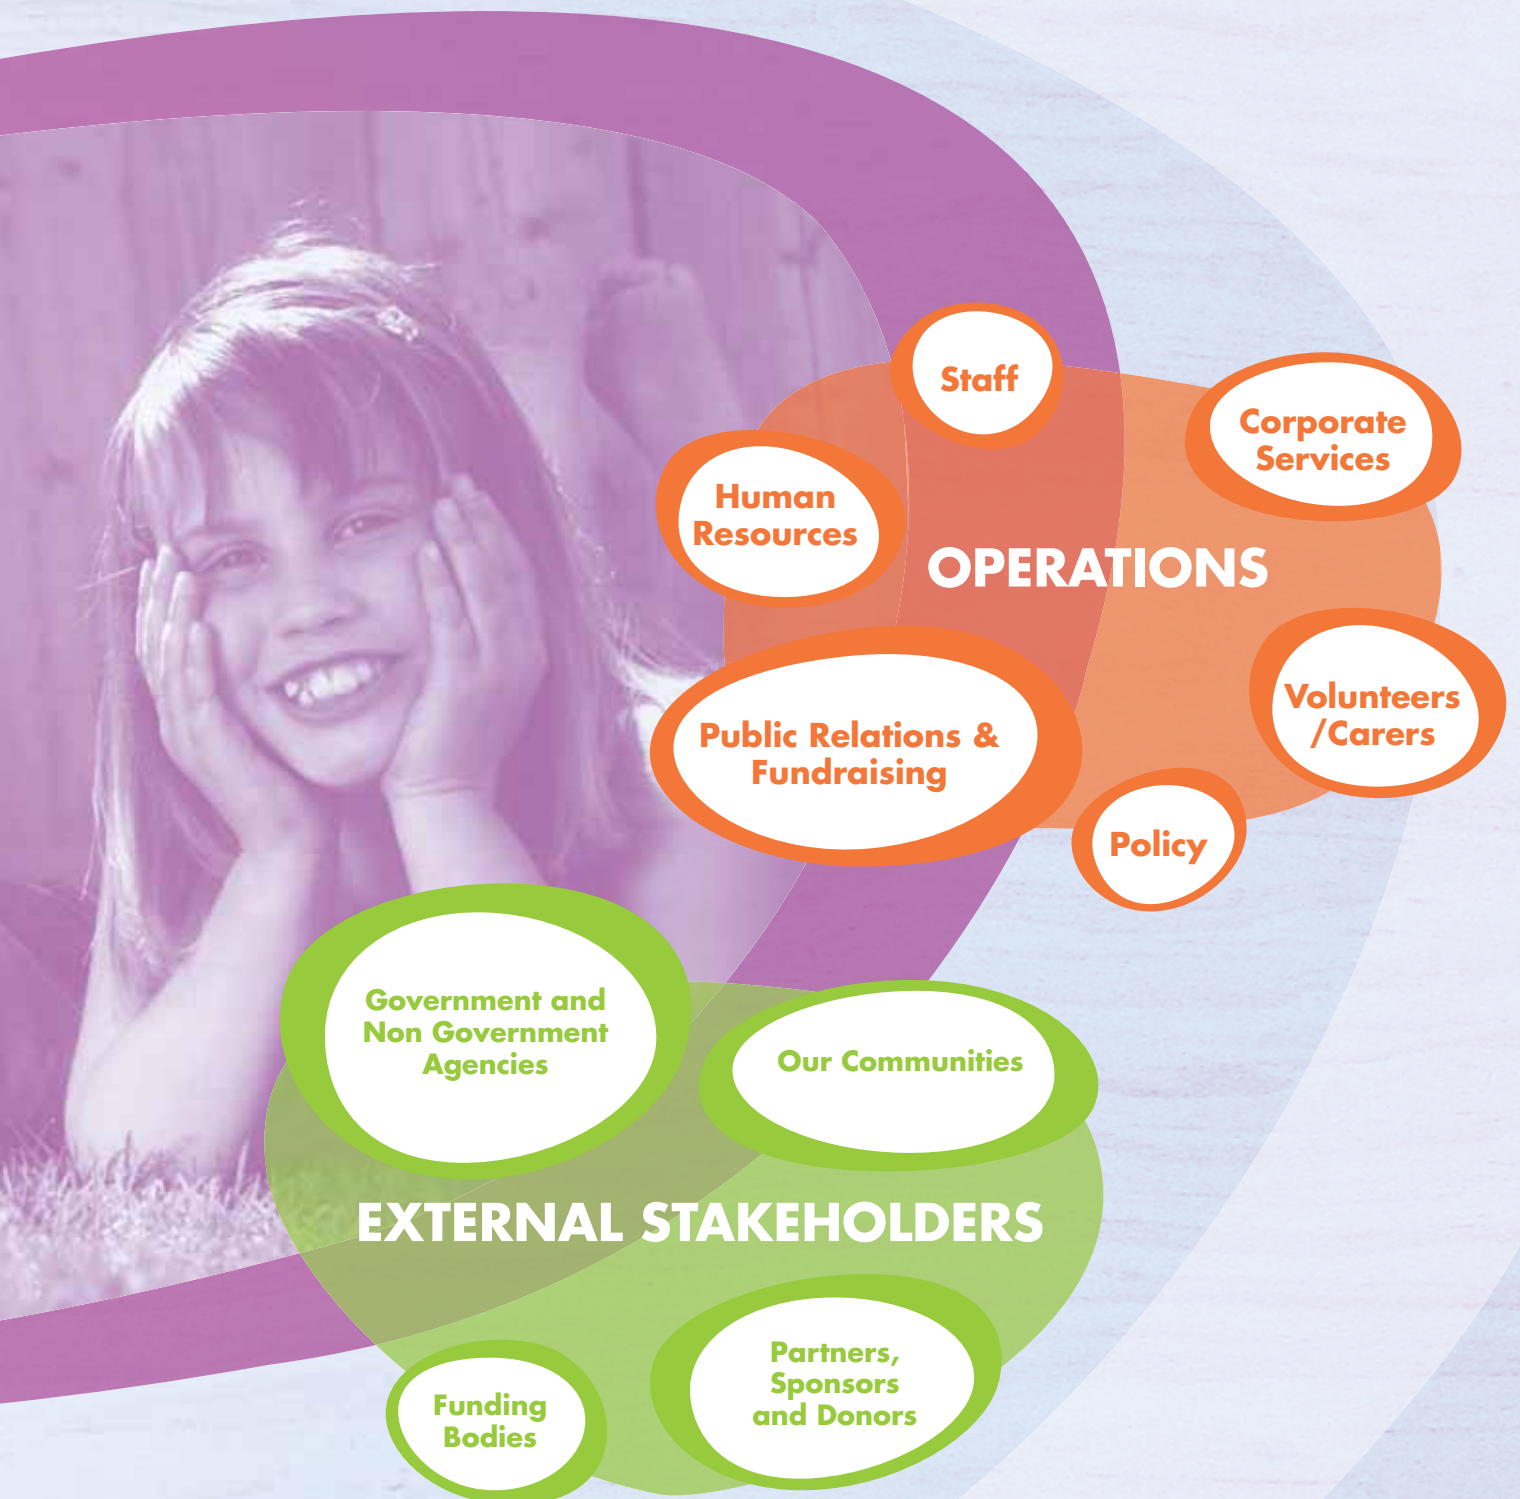 Staff
Corporate
Services
Human
Resources
OPERATIONS
Volunteers
/Carers
Public Relations &
Fundraising
Policy
Government and
Non Government
Agencies
Our Communities
EXTERNAL STAKEHOLDERS
Partners,
Sponsors
and Donors
Funding
Bodies